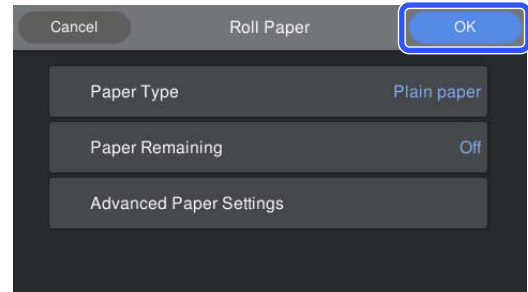 Cancel Roll Paper OK
Paper Type Plain paper
Paper Remaining Off
Advanced Paper Settings